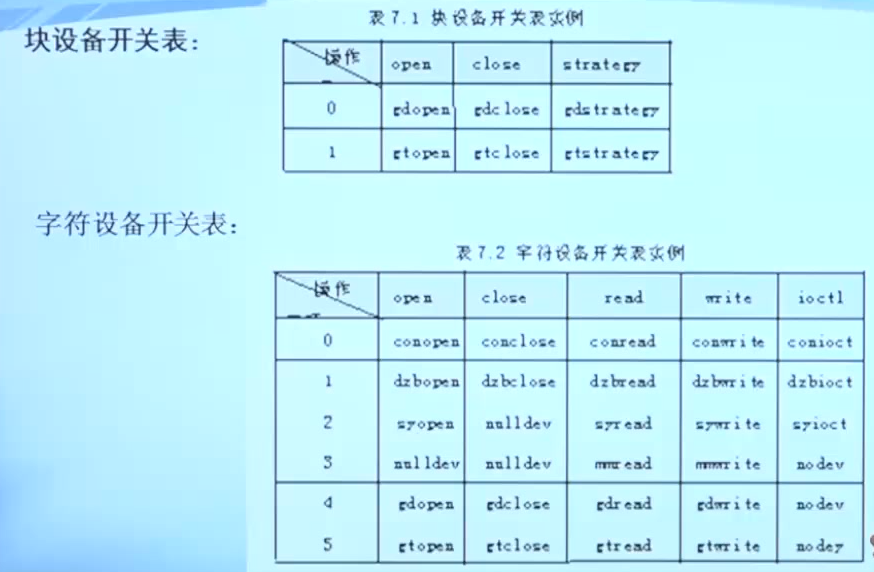 块设备开关表：
表 7.1 块设备开关表实例
操作 open close strategy
0 gdopen gdclose gdstrategy
1 gtopen gtclose gtstrategy
字符设备开关表：
表 7.2 字符设备开关表实例
操作 open close read write ioctl
0 conopen conclose conread conwrite conioct
1 dzbopen dzbclose dzbread dzbwrite dzbioct
2 syopen nulldev syread sywrite syioct
3 nulldev nulldev mmread mmwrite nodev
4 gdopen gdclose gdread gdwrite nodev
5 gtopen gtclose gtread gtwrite nodev